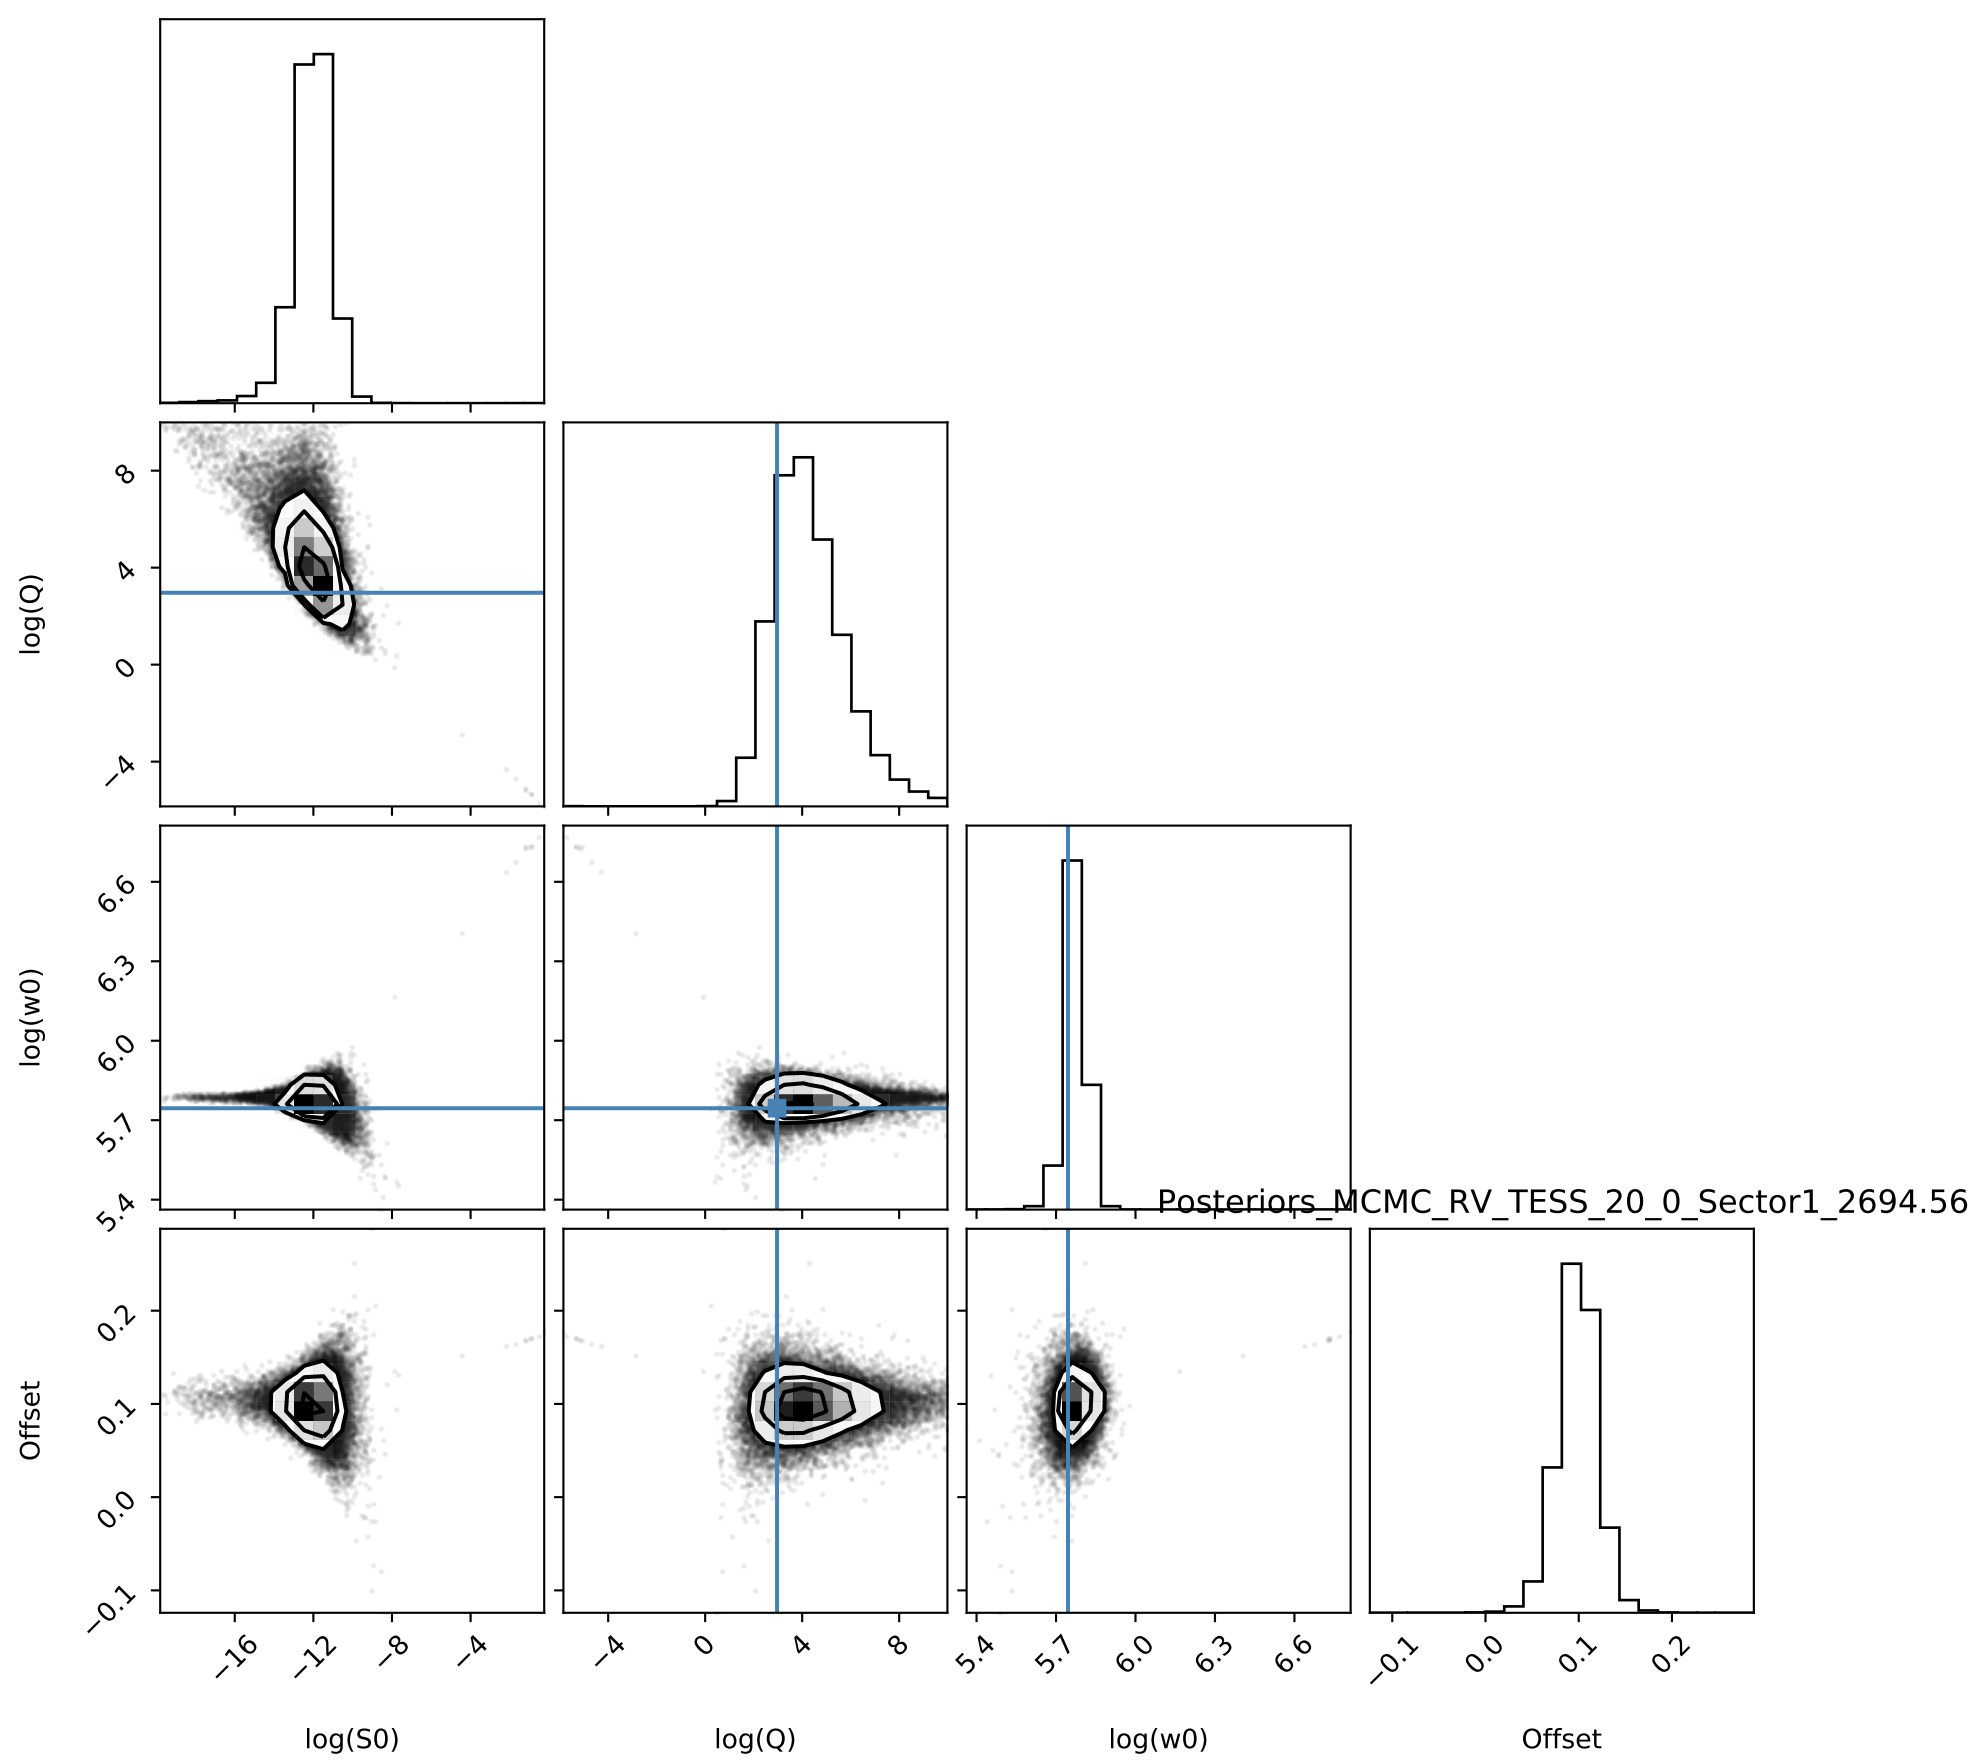 8
4
0
−4
log(Q)
6.6
6.3
6.0
5.7
5.4
log(w0)
Posteriors_MCMC_RV_TESS_20_0_Sector1_2694.56
0.2
0.1
0.0
−0.1
Offset
−16 −12 −8 −4 −4 0 4 8 5.4 5.7 6.0 6.3 6.6 −0.1 0.0 0.1 0.2
log(S0) log(Q) log(w0) Offset